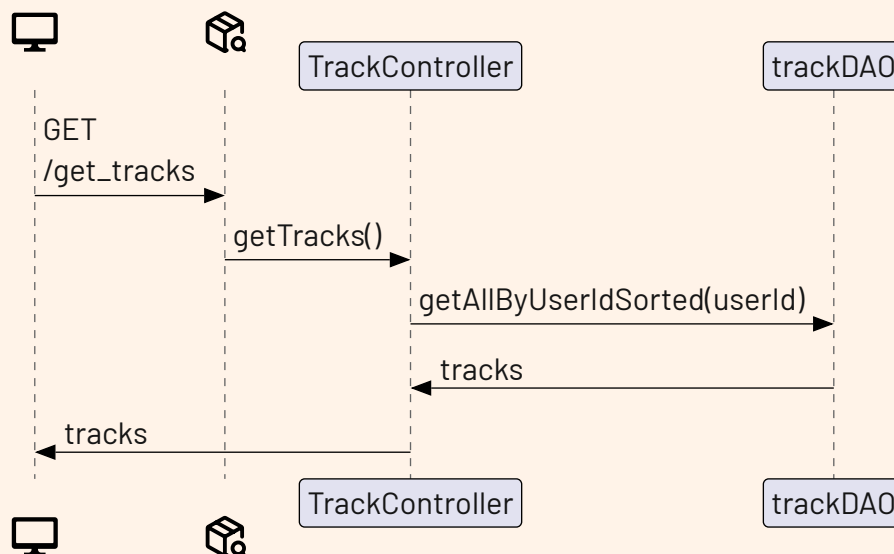 TrackController
trackDAO
GET
/get_tracks
getTracks()
getAllByUserIdSorted(userId)
tracks
tracks
TrackController
trackDAO